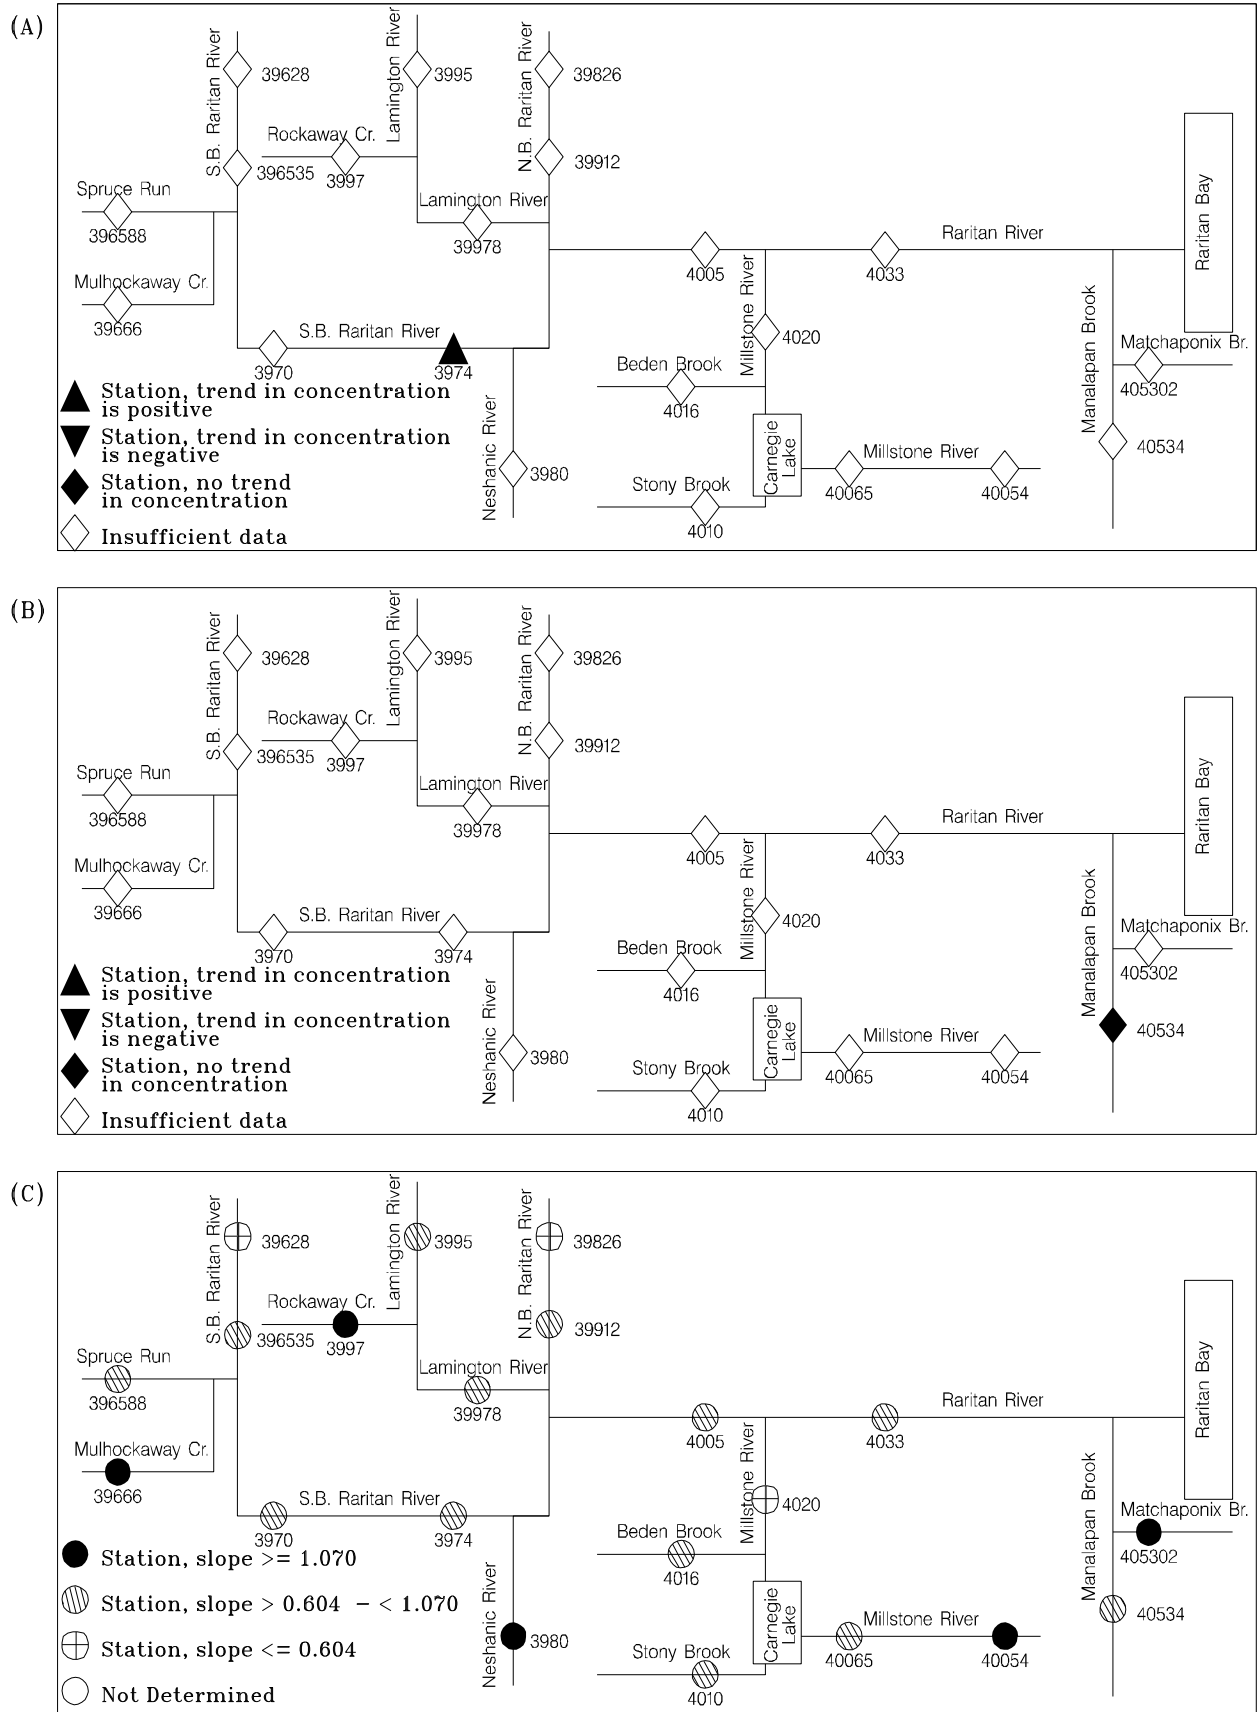 (A)
S.B. Raritan River
39628
Lamington River
3995
N.B. Raritan River
39826
Rockaway Cr.
3997
396535
39912
Spruce Run
396588
Lamington River
39978
Mulhockaway Cr.
39666
4005
Millstone River
4033
Raritan River
Raritan Bay
S.B. Raritan River
3970
3974
4020
Beden Brook
4016
Manalapan Brook
Matchaponix Br.
405302
40534
Neshanic River
3980
Carnegie
Lake
Millstone River
40065
40054
Stony Brook
4010
Station, trend in concentration
is positive
Station, trend in concentration
is negative
Station, no trend
in concentration
Insufficient data
(B)
S.B. Raritan River
39628
Lamington River
3995
N.B. Raritan River
39826
Rockaway Cr.
3997
396535
39912
Spruce Run
396588
Lamington River
39978
Mulhockaway Cr.
39666
4005
Millstone River
4033
Raritan River
Raritan Bay
S.B. Raritan River
3970
3974
4020
Beden Brook
4016
Manalapan Brook
Matchaponix Br.
405302
40534
Neshanic River
3980
Carnegie
Lake
Millstone River
40065
40054
Stony Brook
4010
Station, trend in concentration
is positive
Station, trend in concentration
is negative
Station, no trend
in concentration
Insufficient data
(C)
S.B. Raritan River
39628
Lamington River
3995
N.B. Raritan River
39826
Rockaway Cr.
3997
396535
39912
Spruce Run
396588
Lamington River
39978
Mulhockaway Cr.
39666
4005
Millstone River
4033
Raritan River
Raritan Bay
S.B. Raritan River
3970
3974
4020
Beden Brook
4016
Manalapan Brook
Matchaponix Br.
405302
40534
Neshanic River
3980
Carnegie
Lake
Millstone River
40065
40054
Stony Brook
4010
Station, slope >= 1.070
Station, slope > 0.604 - < 1.070
Station, slope <= 0.604
Not Determined